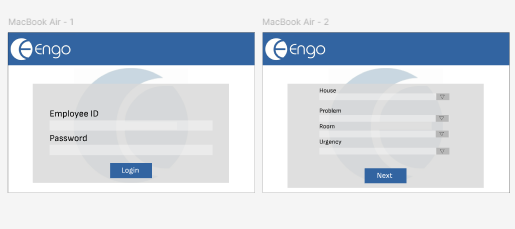 MacBook Air - 1
Engo
Employee ID
Password
Login
MacBook Air - 2
Engo
House
Problem
Room
Urgency
Next